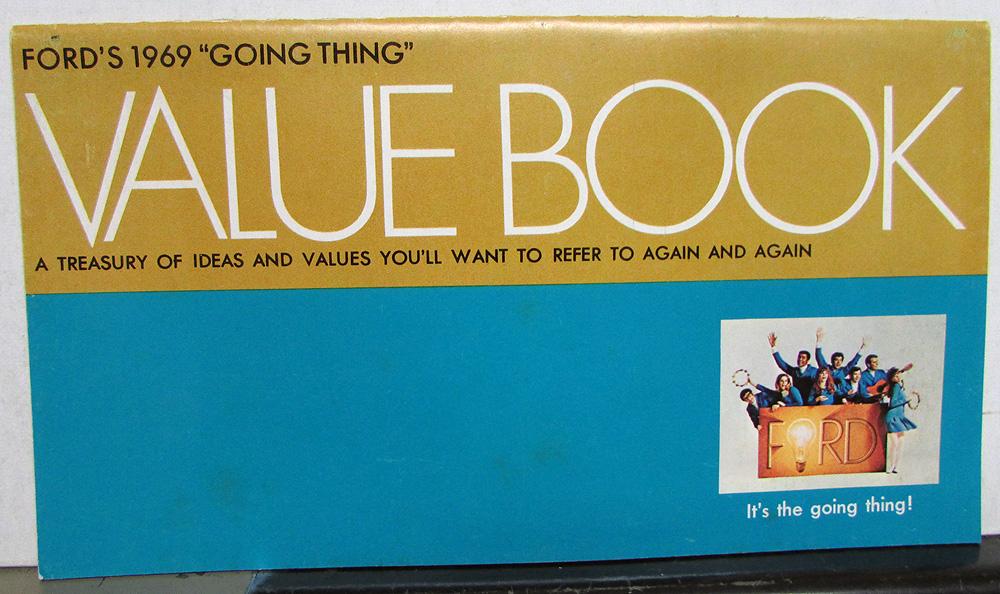 FORD'S 1969 “GOING THING”
VALUE BOOK
A TREASURY OF IDEAS AND VALUES YOU'LL WANT TO REFER TO AGAIN AND AGAIN
FORD
It's the going thing!